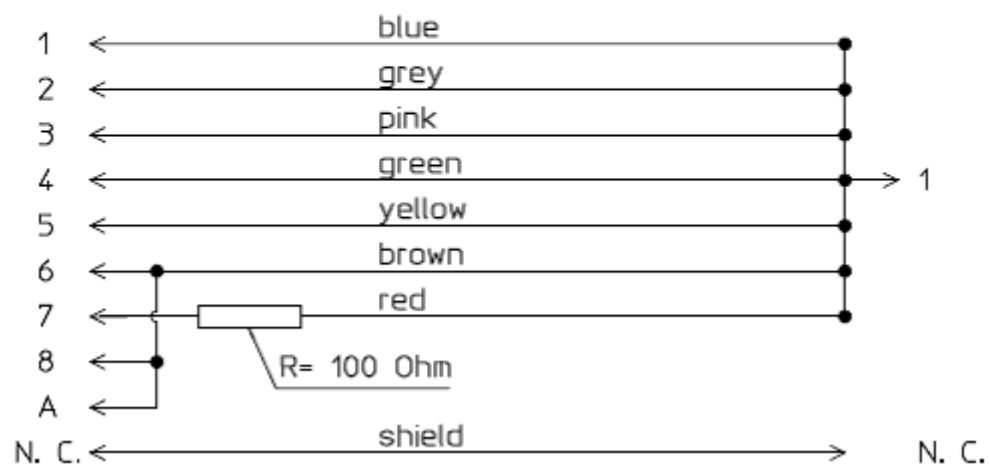 blue
1
grey
2
pink
3
green
4 1
yellow
5
brown
6
red
7
8 R= 100 Ohm
A
shield
N. C. N. C.